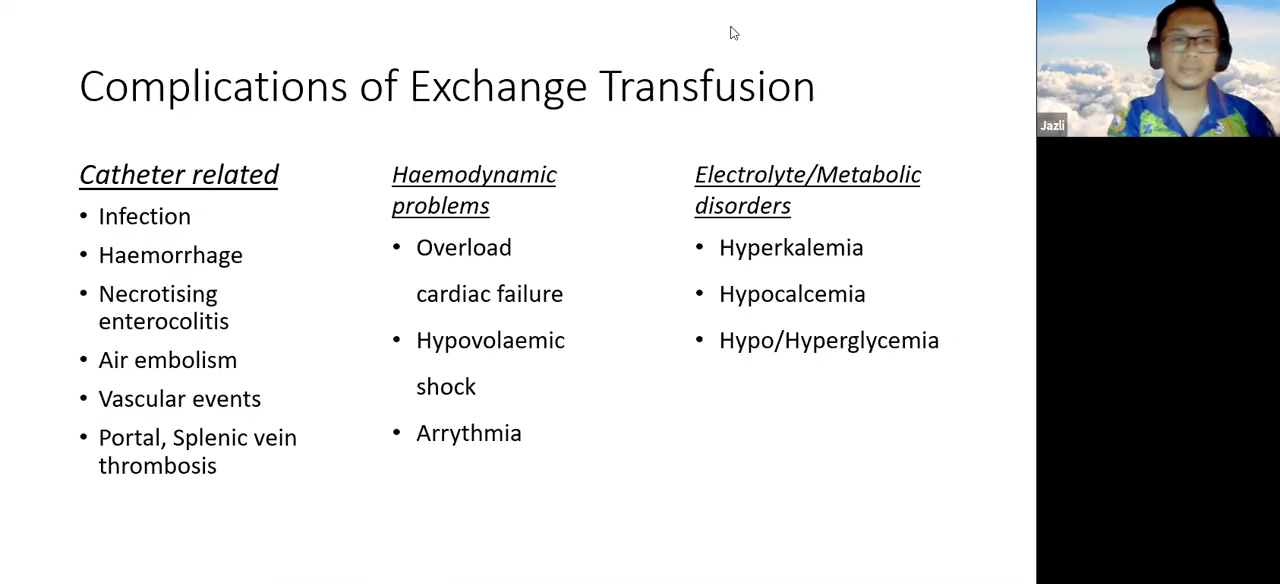 Complications of Exchange Transfusion
Catheter related
• Infection
• Haemorrhage
• Necrotising
enterocolitis
• Air embolism
• Vascular events
• Portal, Splenic vein
thrombosis
Haemodynamic
problems
• Overload
cardiac failure
• Hypovolaemic
shock
• Arrythmia
Electrolyte/Metabolic
disorders
• Hyperkalemia
• Hypocalcemia
• Hypo/Hyperglycemia
Jazli